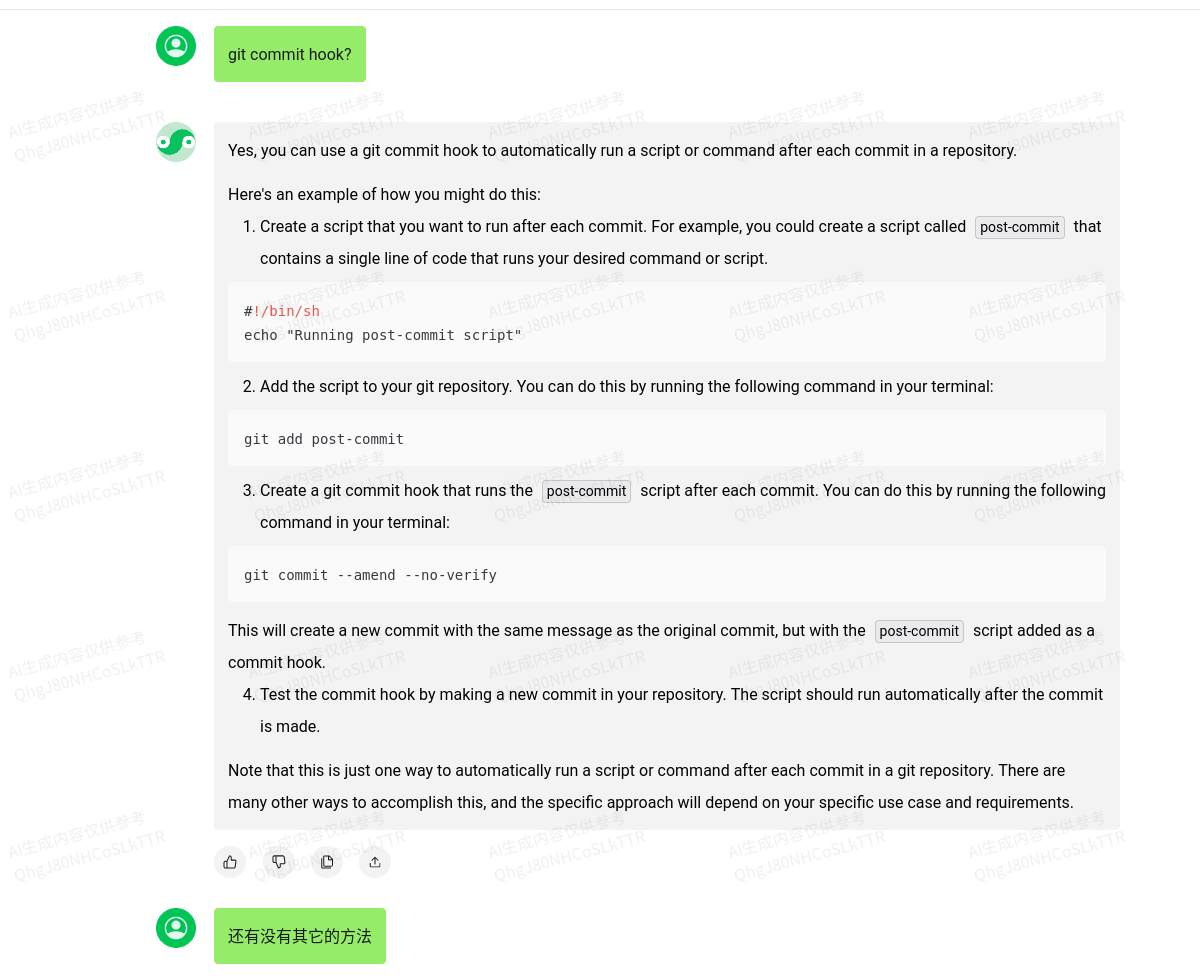 git commit hook?
Yes, you can use a git commit hook to automatically run a script or command after each commit in a repository.
Here's an example of how you might do this:
1. Create a script that you want to run after each commit. For example, you could create a script called post-commit that
contains a single line of code that runs your desired command or script.
#!/bin/sh
echo "Running post-commit script"
2. Add the script to your git repository. You can do this by running the following command in your terminal:
git add post-commit
3. Create a git commit hook that runs the post-commit script after each commit. You can do this by running the following
command in your terminal:
git commit --amend --no-verify
This will create a new commit with the same message as the original commit, but with the post-commit script added as a
commit hook.
4. Test the commit hook by making a new commit in your repository. The script should run automatically after the commit
is made.
Note that this is just one way to automatically run a script or command after each commit in a git repository. There are
many other ways to accomplish this, and the specific approach will depend on your specific use case and requirements.
还有没有其它的方法
AI生成内容仅供参考
QhgJ80NHCoSLkTTR